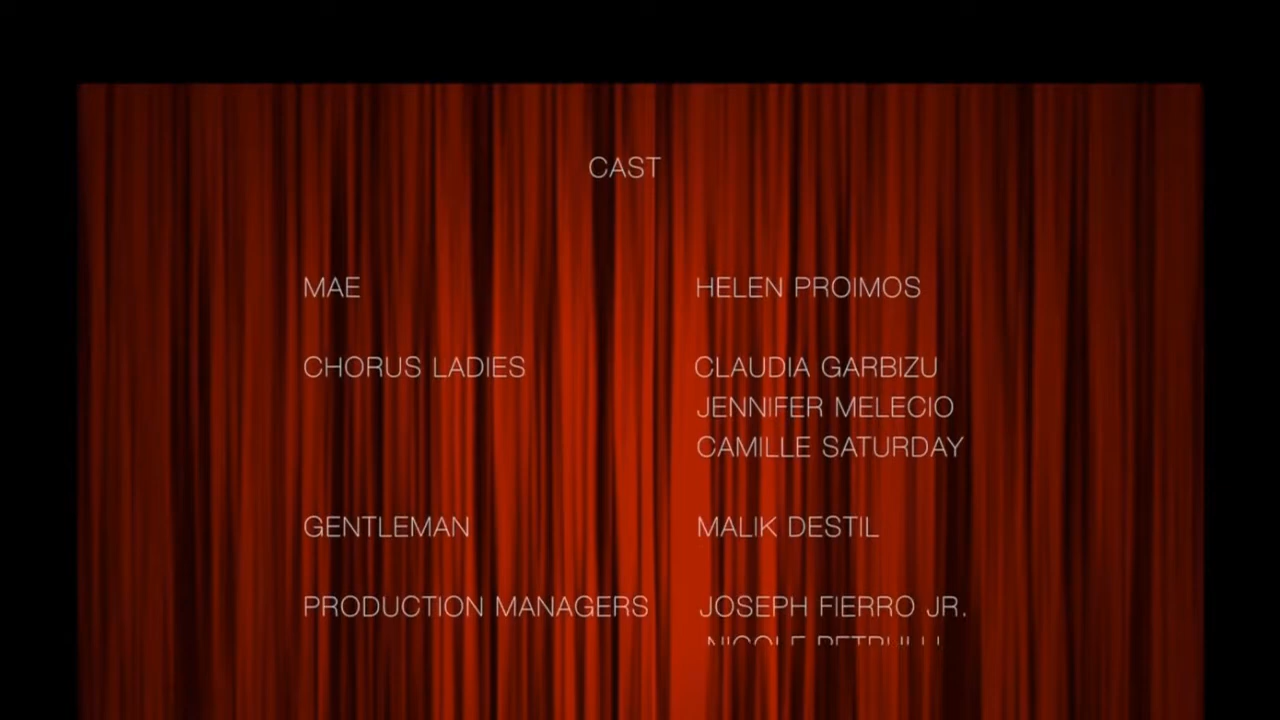 CAST
MAE HELEN PROIMOS
CHORUS LADIES CLAUDIA GARBIZU
JENNIFER MELECIO
CAMILLE SATURDAY
GENTLEMAN MALIK DESTIL
PRODUCTION MANAGERS JOSEPH FIERRO JR.
NICOLE